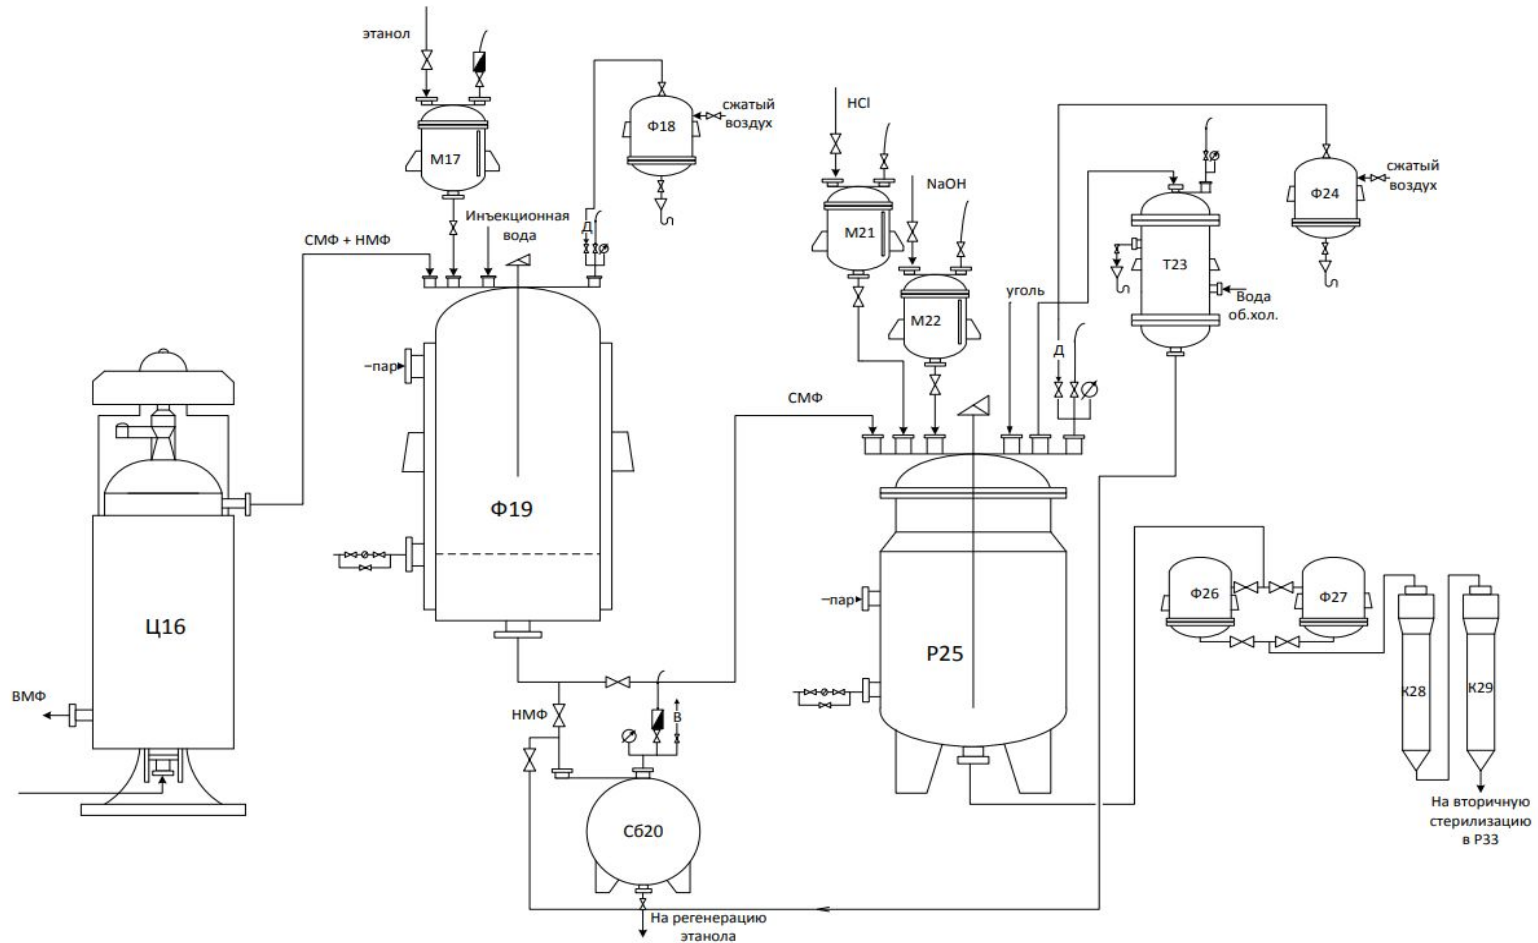 этанол
HCl
сжатый
воздух
Ф18
М17
NaOH
сжатый
воздух
Ф24
Инъекционная
вода
Д
М21
СМФ + НМФ
Т23
уголь
Вода
об.хол.
М22
Д
–пар
СМФ
Ф19
Ф26
Ф27
–пар
Ц16
Р25
К28
К29
ВМФ
НМФ
В
На вторичную
стерилизацию
в Р33
Сб20
На регенерацию
этанола